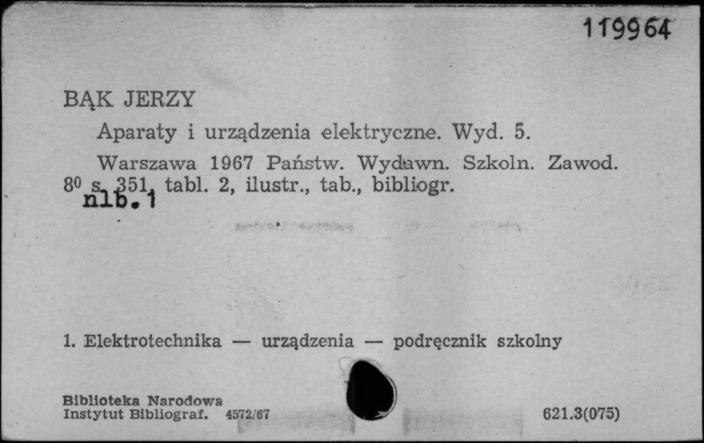 119964
BĄK JERZY
Aparaty i urządzenia elektryczne. Wyd. 5.
Warszawa 1967 Państw. Wydawn. Szkoln. Zawod.
8⁰ s. 351, tabl. 2, ilustr., tab., bibliogr.
nlb. 1
1. Elektrotechnika — urządzenia — podręcznik szkolny
Biblioteka Narodowa
Instytut Bibliograf. 4572/67 621.3(075)